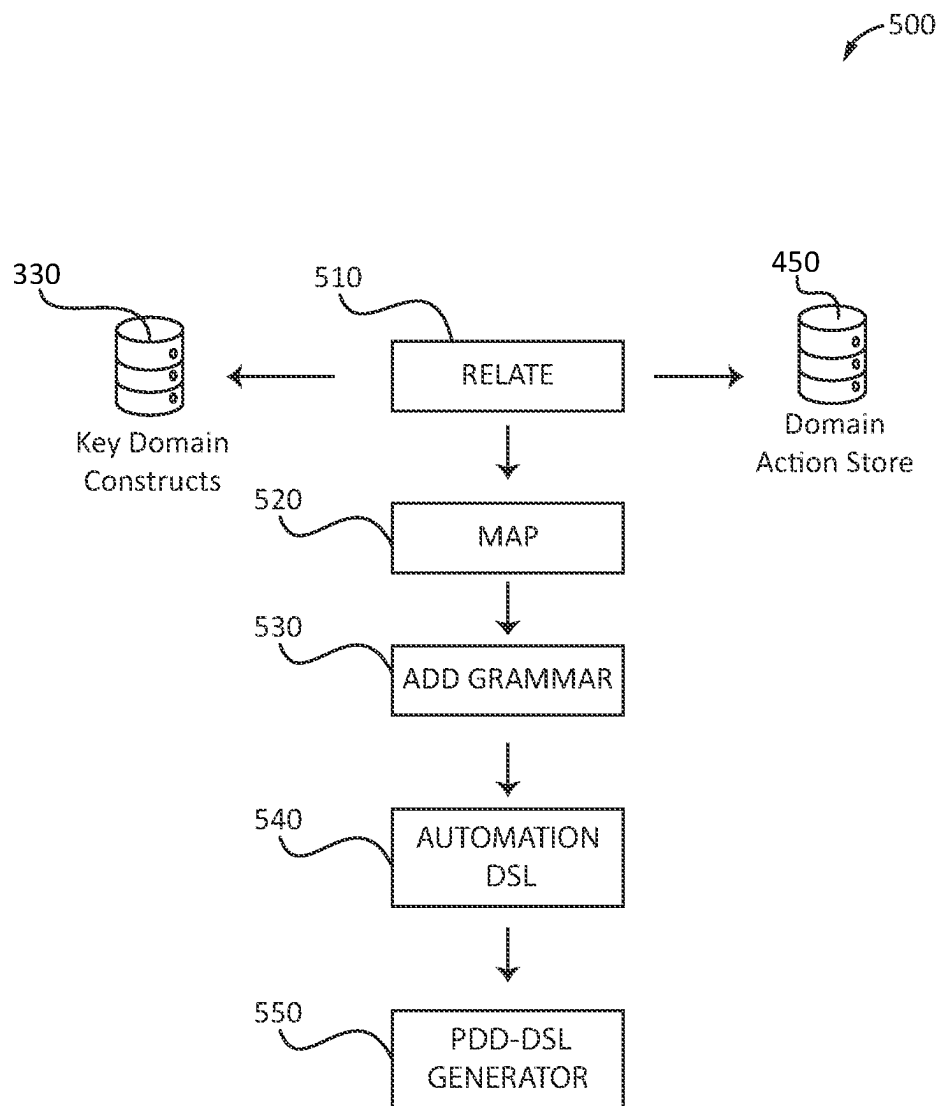 500
330
510
450
RELATE
Key Domain
Constructs
Domain
Action Store
520
MAP
530
ADD GRAMMAR
540
AUTOMATION
DSL
550
PDD-DSL
GENERATOR